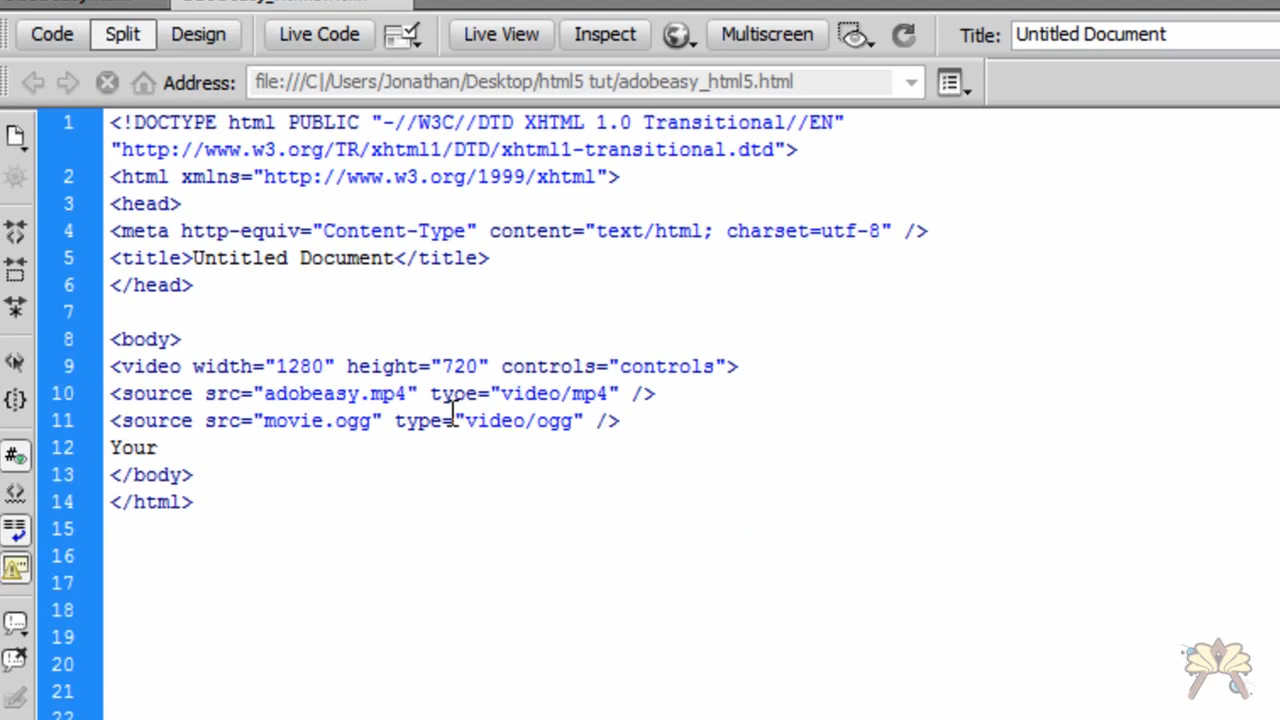 Code Split Design Live Code Live View Inspect Multiscreen Title: Untitled Document
Address: file:///C|/Users/Jonathan/Desktop/html5 tut/adobeasy_html5.html
1 <!DOCTYPE html PUBLIC "-//W3C//DTD XHTML 1.0 Transitional//EN"
"http://www.w3.org/TR/xhtml1/DTD/xhtml1-transitional.dtd">
2 <html xmlns="http://www.w3.org/1999/xhtml">
3 <head>
4 <meta http-equiv="Content-Type" content="text/html; charset=utf-8" />
5 <title>Untitled Document</title>
6 </head>
7
8 <body>
9 <video width="1280" height="720" controls="controls">
10 <source src="adobeasy.mp4" type="video/mp4" />
11 <source src="movie.ogg" type="video/ogg" />
12 Your
13 </body>
14 </html>
15
16
17
18
19
20
21
22